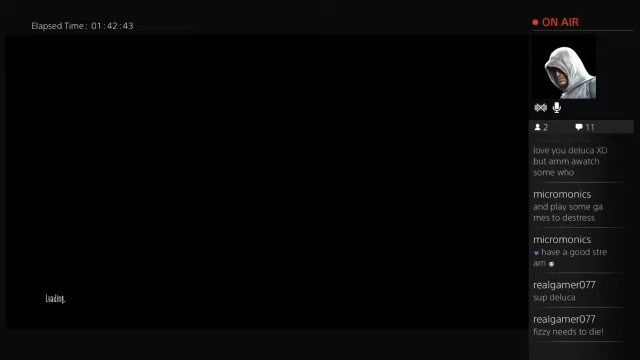 Elapsed Time : 01 : 42 : 43
ON AIR
2
11
love you deluca XD
but amm awatch
some who
micromonics
and play some ga
mes to destress
micromonics
have a good stre
am
realgamer077
sup deluca
realgamer077
fizzy needs to die!
Loading.